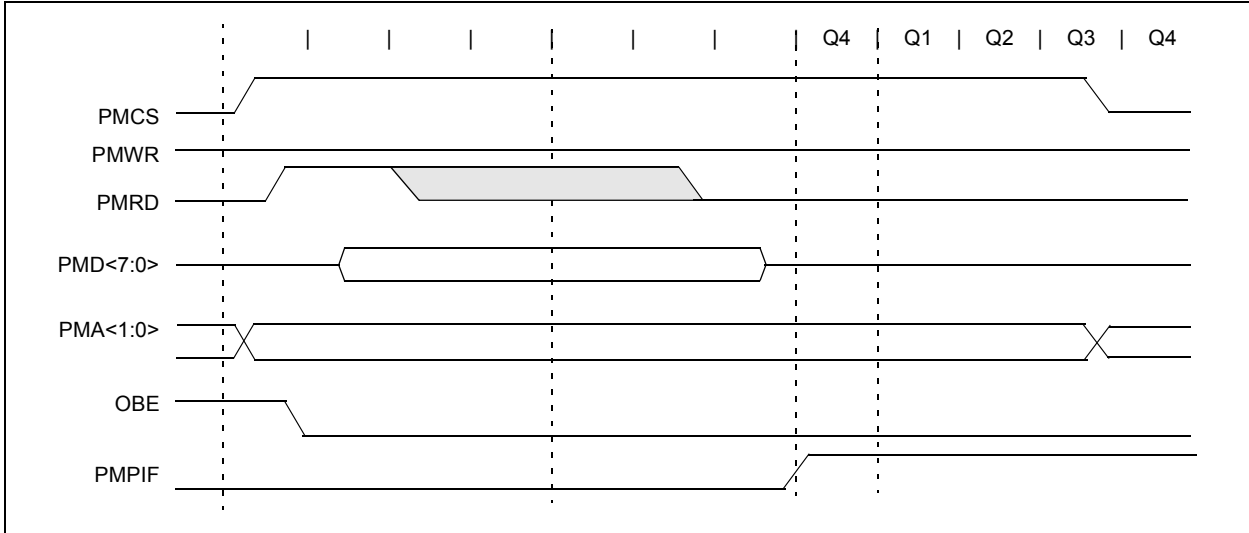 | | | | | | | Q4 | Q1 | Q2 | Q3 | Q4
PMCS
PMWR
PMRD
PMD<7:0>
PMA<1:0>
OBE
PMPIF